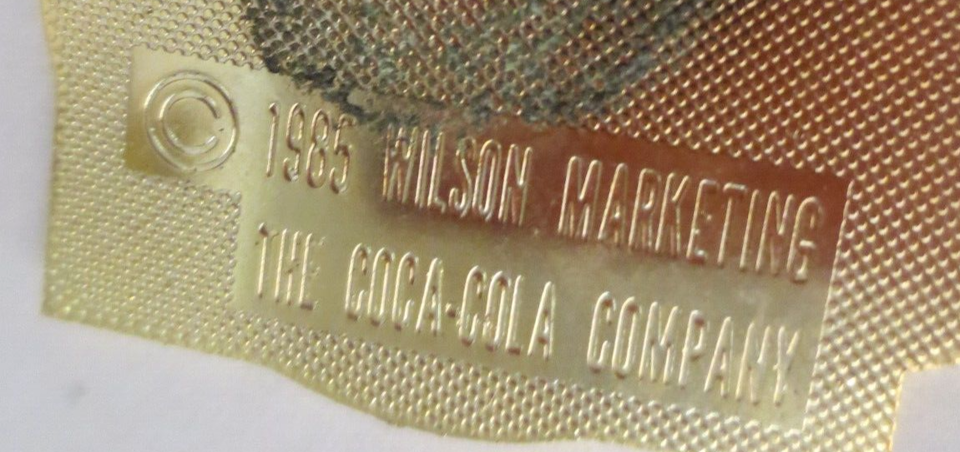 © 1985 WILSON MARKETING
THE COCA-COLA COMPANY